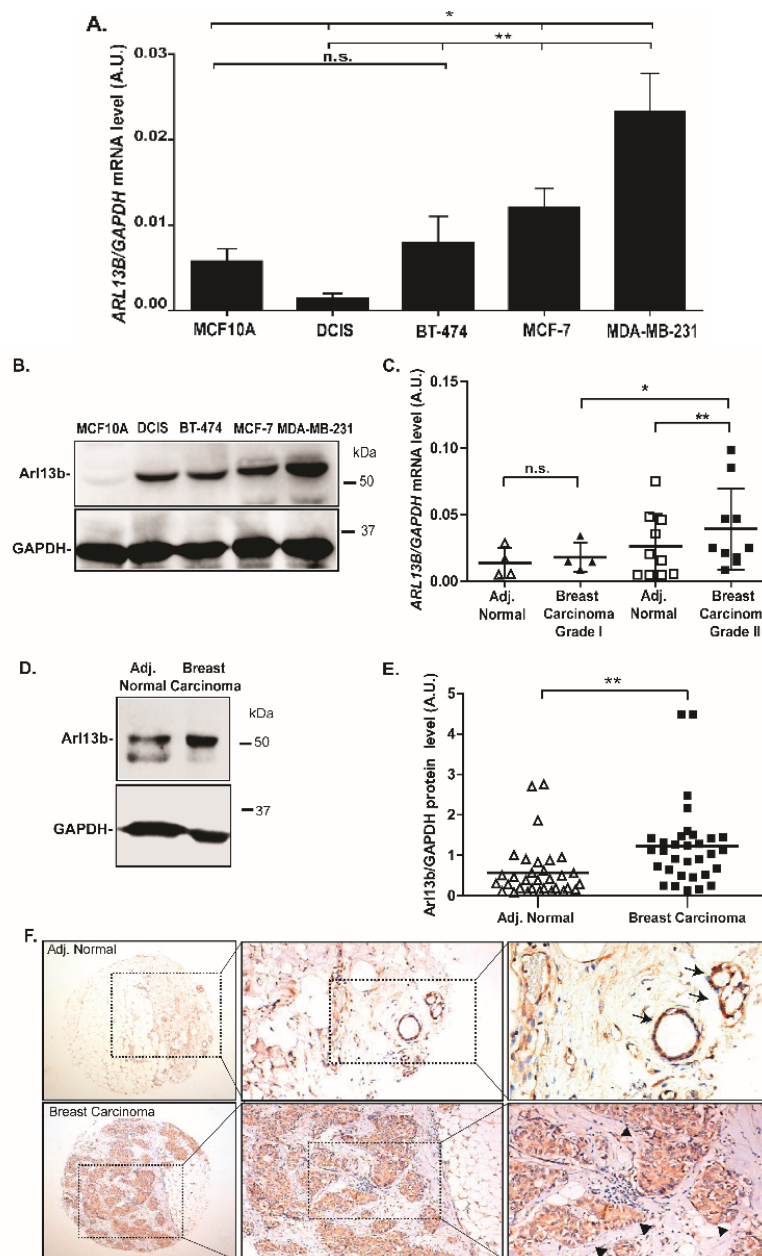 A.
*
**
n.s.
ARL13B/GAPDH mRNA level (A.U.)
0.03
0.02
0.01
0.00
MCF10A DCIS BT-474 MCF-7 MDA-MB-231
B.
MCF10A DCIS BT-474 MCF-7 MDA-MB-231
kDa
Arl13b-
50
37
GAPDH-
C.
ARL13B/GAPDH mRNA level (A.U.)
0.15
0.10
0.05
0.00
*
**
n.s.
Adj. Normal
Breast Carcinoma Grade I
Adj. Normal
Breast Carcinoma Grade II
D.
Adj. Normal
Breast Carcinoma
kDa
Arl13b-
50
37
GAPDH-
E.
Arl13b/GAPDH protein level (A.U.)
5
4
3
2
1
0
**
Adj. Normal Breast Carcinoma
F.
Adj. Normal
Breast Carcinoma